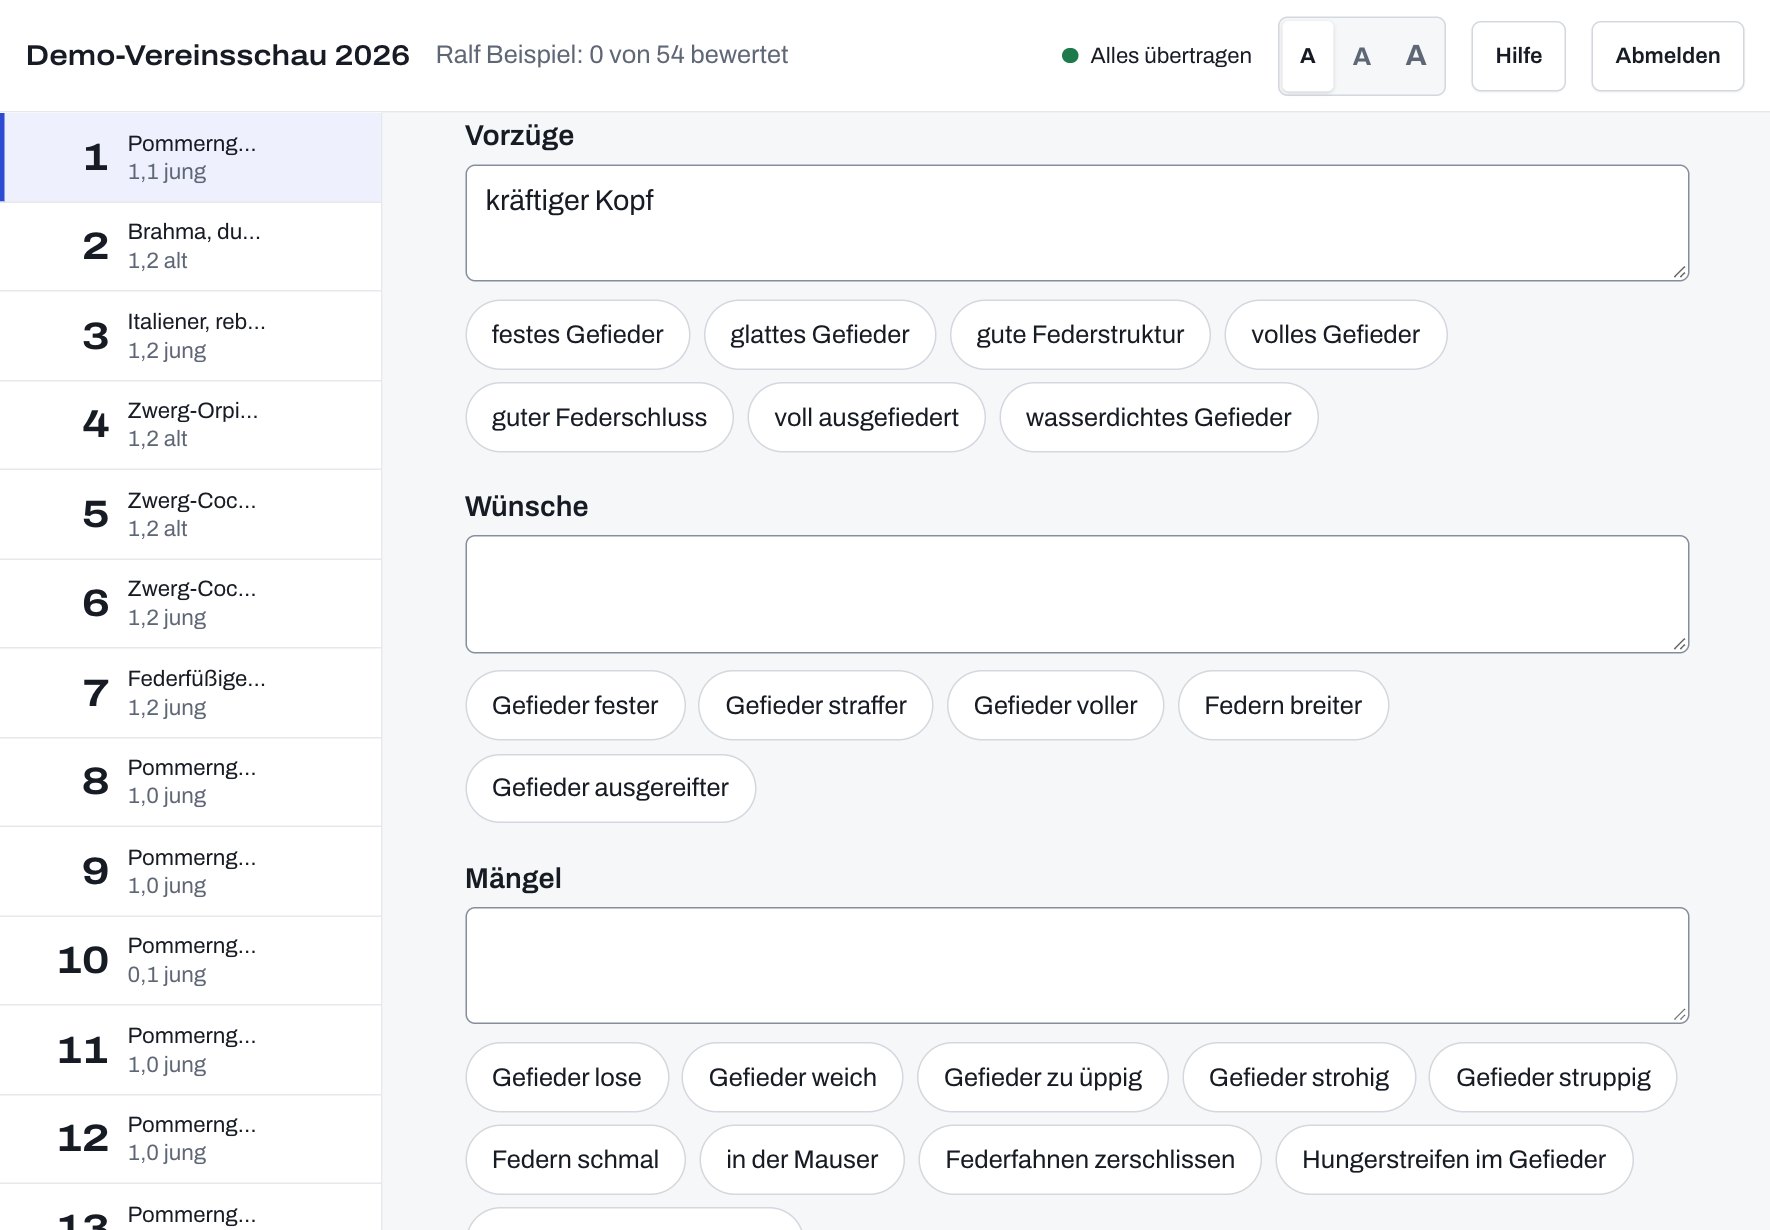 Demo-Vereinsschau 2026 Ralf Beispiel: 0 von 54 bewertet Alles übertragen A A A Hilfe Abmelden
1 Pommerng...
1,1 jung
2 Brahma, du...
1,2 alt
3 Italiener, reb...
1,2 jung
4 Zwerg-Orpi...
1,2 alt
5 Zwerg-Coc...
1,2 alt
6 Zwerg-Coc...
1,2 jung
7 Federfüßige...
1,2 jung
8 Pommerng...
1,0 jung
9 Pommerng...
1,0 jung
10 Pommerng...
0,1 jung
11 Pommerng...
1,0 jung
12 Pommerng...
1,0 jung
13 Pommerng...
Vorzüge
kräftiger Kopf
festes Gefieder glattes Gefieder gute Federstruktur volles Gefieder
guter Federschluss voll ausgefiedert wasserdichtes Gefieder
Wünsche
Gefieder fester Gefieder straffer Gefieder voller Federn breiter
Gefieder ausgereifter
Mängel
Gefieder lose Gefieder weich Gefieder zu üppig Gefieder strohig Gefieder struppig
Federn schmal in der Mauser Federfahnen zerschlissen Hungerstreifen im Gefieder